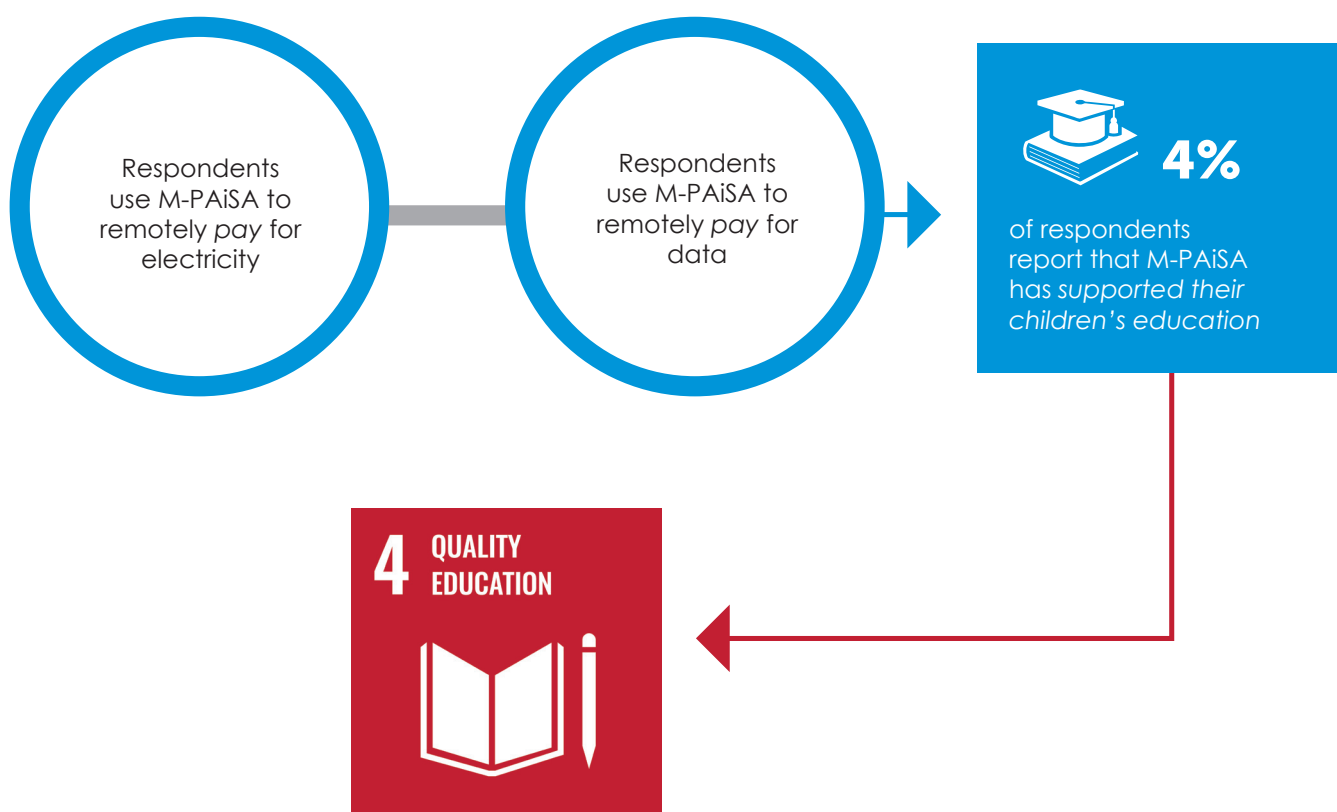 Respondents
use M-PAiSA to
remotely pay for
electricity
Respondents
use M-PAiSA to
remotely pay for
data
4%
of respondents
report that M-PAiSA
has supported their
children’s education
4 QUALITY
EDUCATION